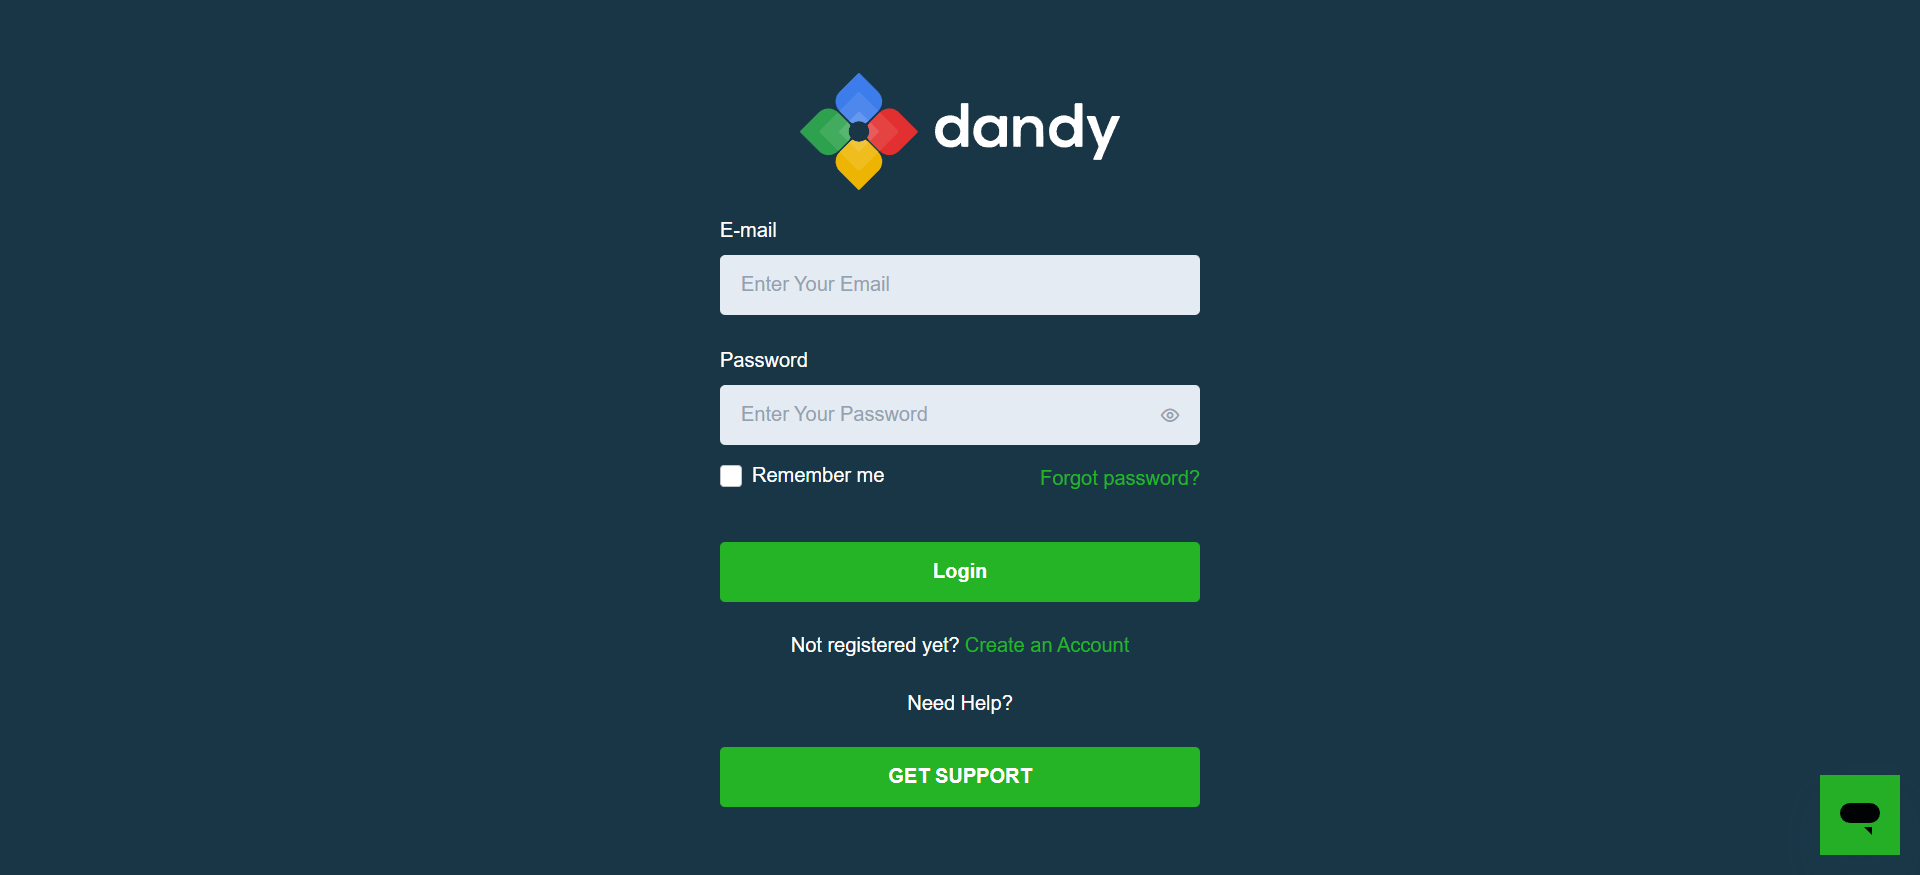 dandy
E-mail
Enter Your Email
Password
Enter Your Password
Remember me
Forgot password?
Login
Not registered yet? Create an Account
Need Help?
GET SUPPORT